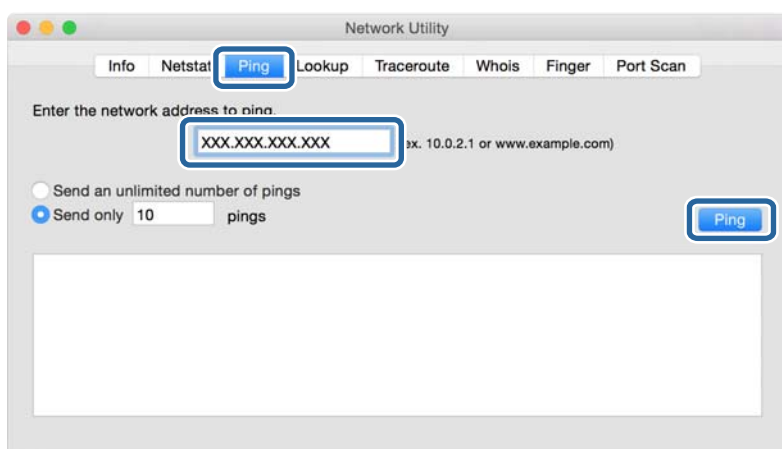 Network Utility
Info Netstat Ping Lookup Traceroute Whois Finger Port Scan
Enter the network address to ping.
XXX.XXX.XXX.XXX ex. 10.0.2.1 or www.example.com)
Send an unlimited number of pings
Send only 10 pings
Ping